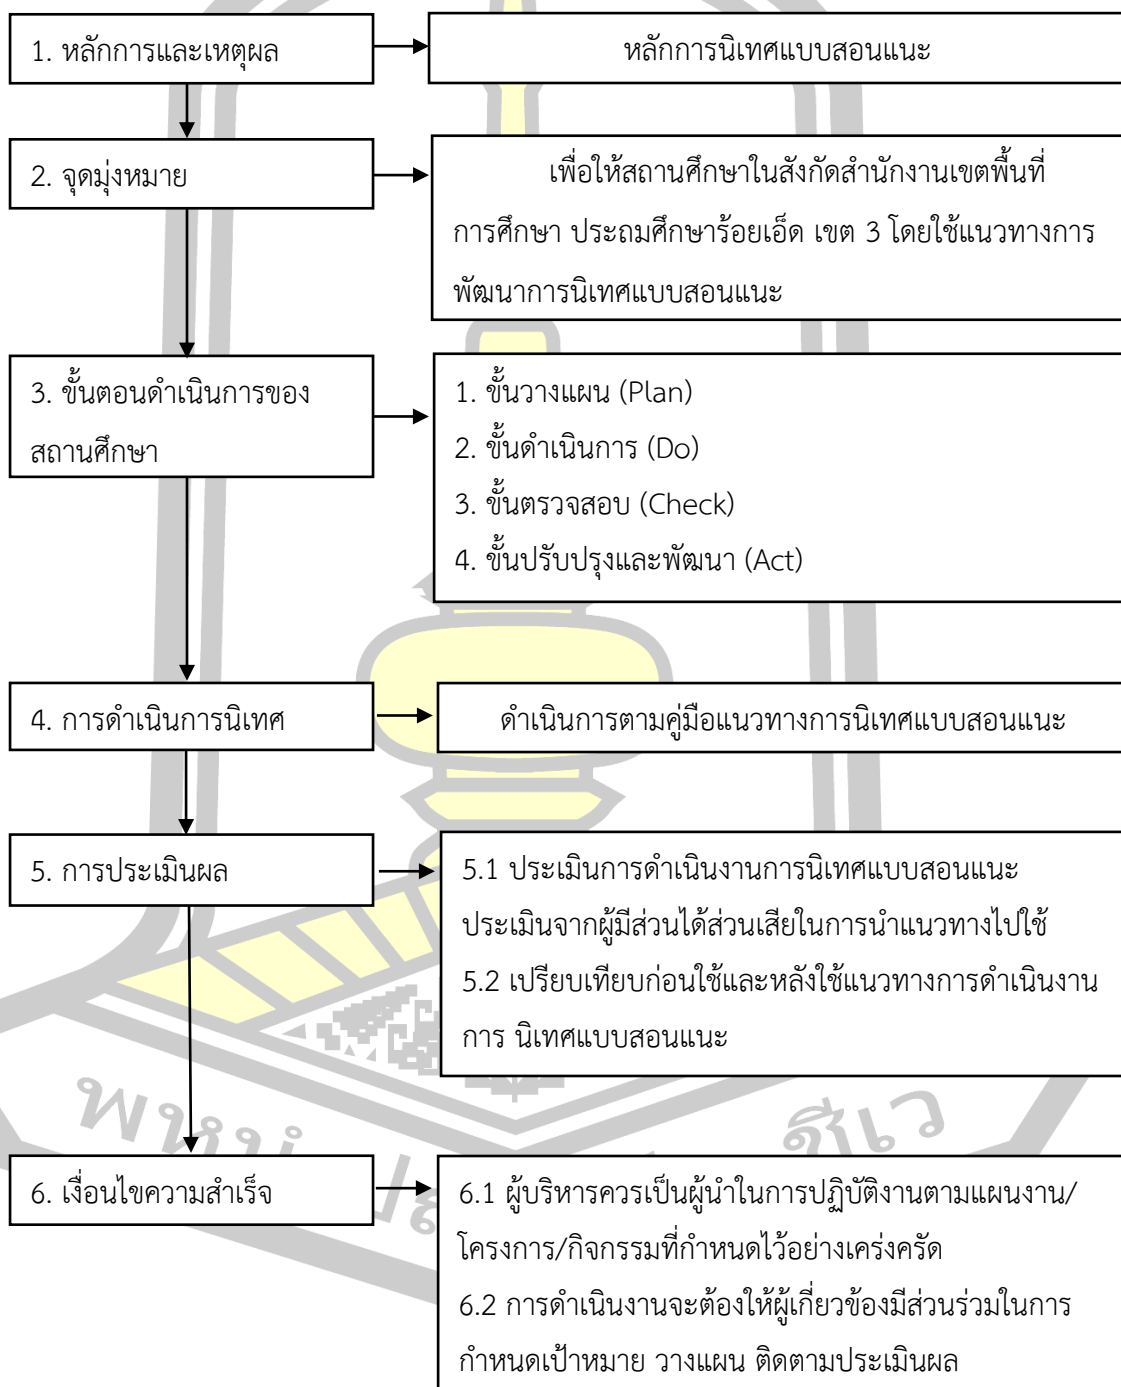 1. หลักการและเหตุผล
หลักการนิเทศแบบสอนแนะ
2. จุดมุ่งหมาย
เพื่อให้สถานศึกษาในสังกัดสำนักงานเขตพื้นที่
การศึกษา ประถมศึกษาร้อยเอ็ด เขต 3 โดยใช้แนวทางการ
พัฒนาการนิเทศแบบสอนแนะ
3. ขั้นตอนดำเนินการของ
สถานศึกษา
1. ขั้นวางแผน (Plan)
2. ขั้นดำเนินการ (Do)
3. ขั้นตรวจสอบ (Check)
4. ขั้นปรับปรุงและพัฒนา (Act)
4. การดำเนินการนิเทศ
ดำเนินการตามคู่มือแนวทางการนิเทศแบบสอนแนะ
5. การประเมินผล
5.1 ประเมินการดำเนินงานการนิเทศแบบสอนแนะ
ประเมินจากผู้มีส่วนได้ส่วนเสียในการนำแนวทางไปใช้
5.2 เปรียบเทียบก่อนใช้และหลังใช้แนวทางการดำเนินงาน
การ นิเทศแบบสอนแนะ
6. เงื่อนไขความสำเร็จ
6.1 ผู้บริหารควรเป็นผู้นำในการปฏิบัติงานตามแผนงาน/
โครงการ/กิจกรรมที่กำหนดไว้อย่างเคร่งครัด
6.2 การดำเนินงานจะต้องให้ผู้เกี่ยวข้องมีส่วนร่วมในการ
กำหนดเป้าหมาย วางแผน ติดตามประเมินผล
พหุนํ
ชีเว